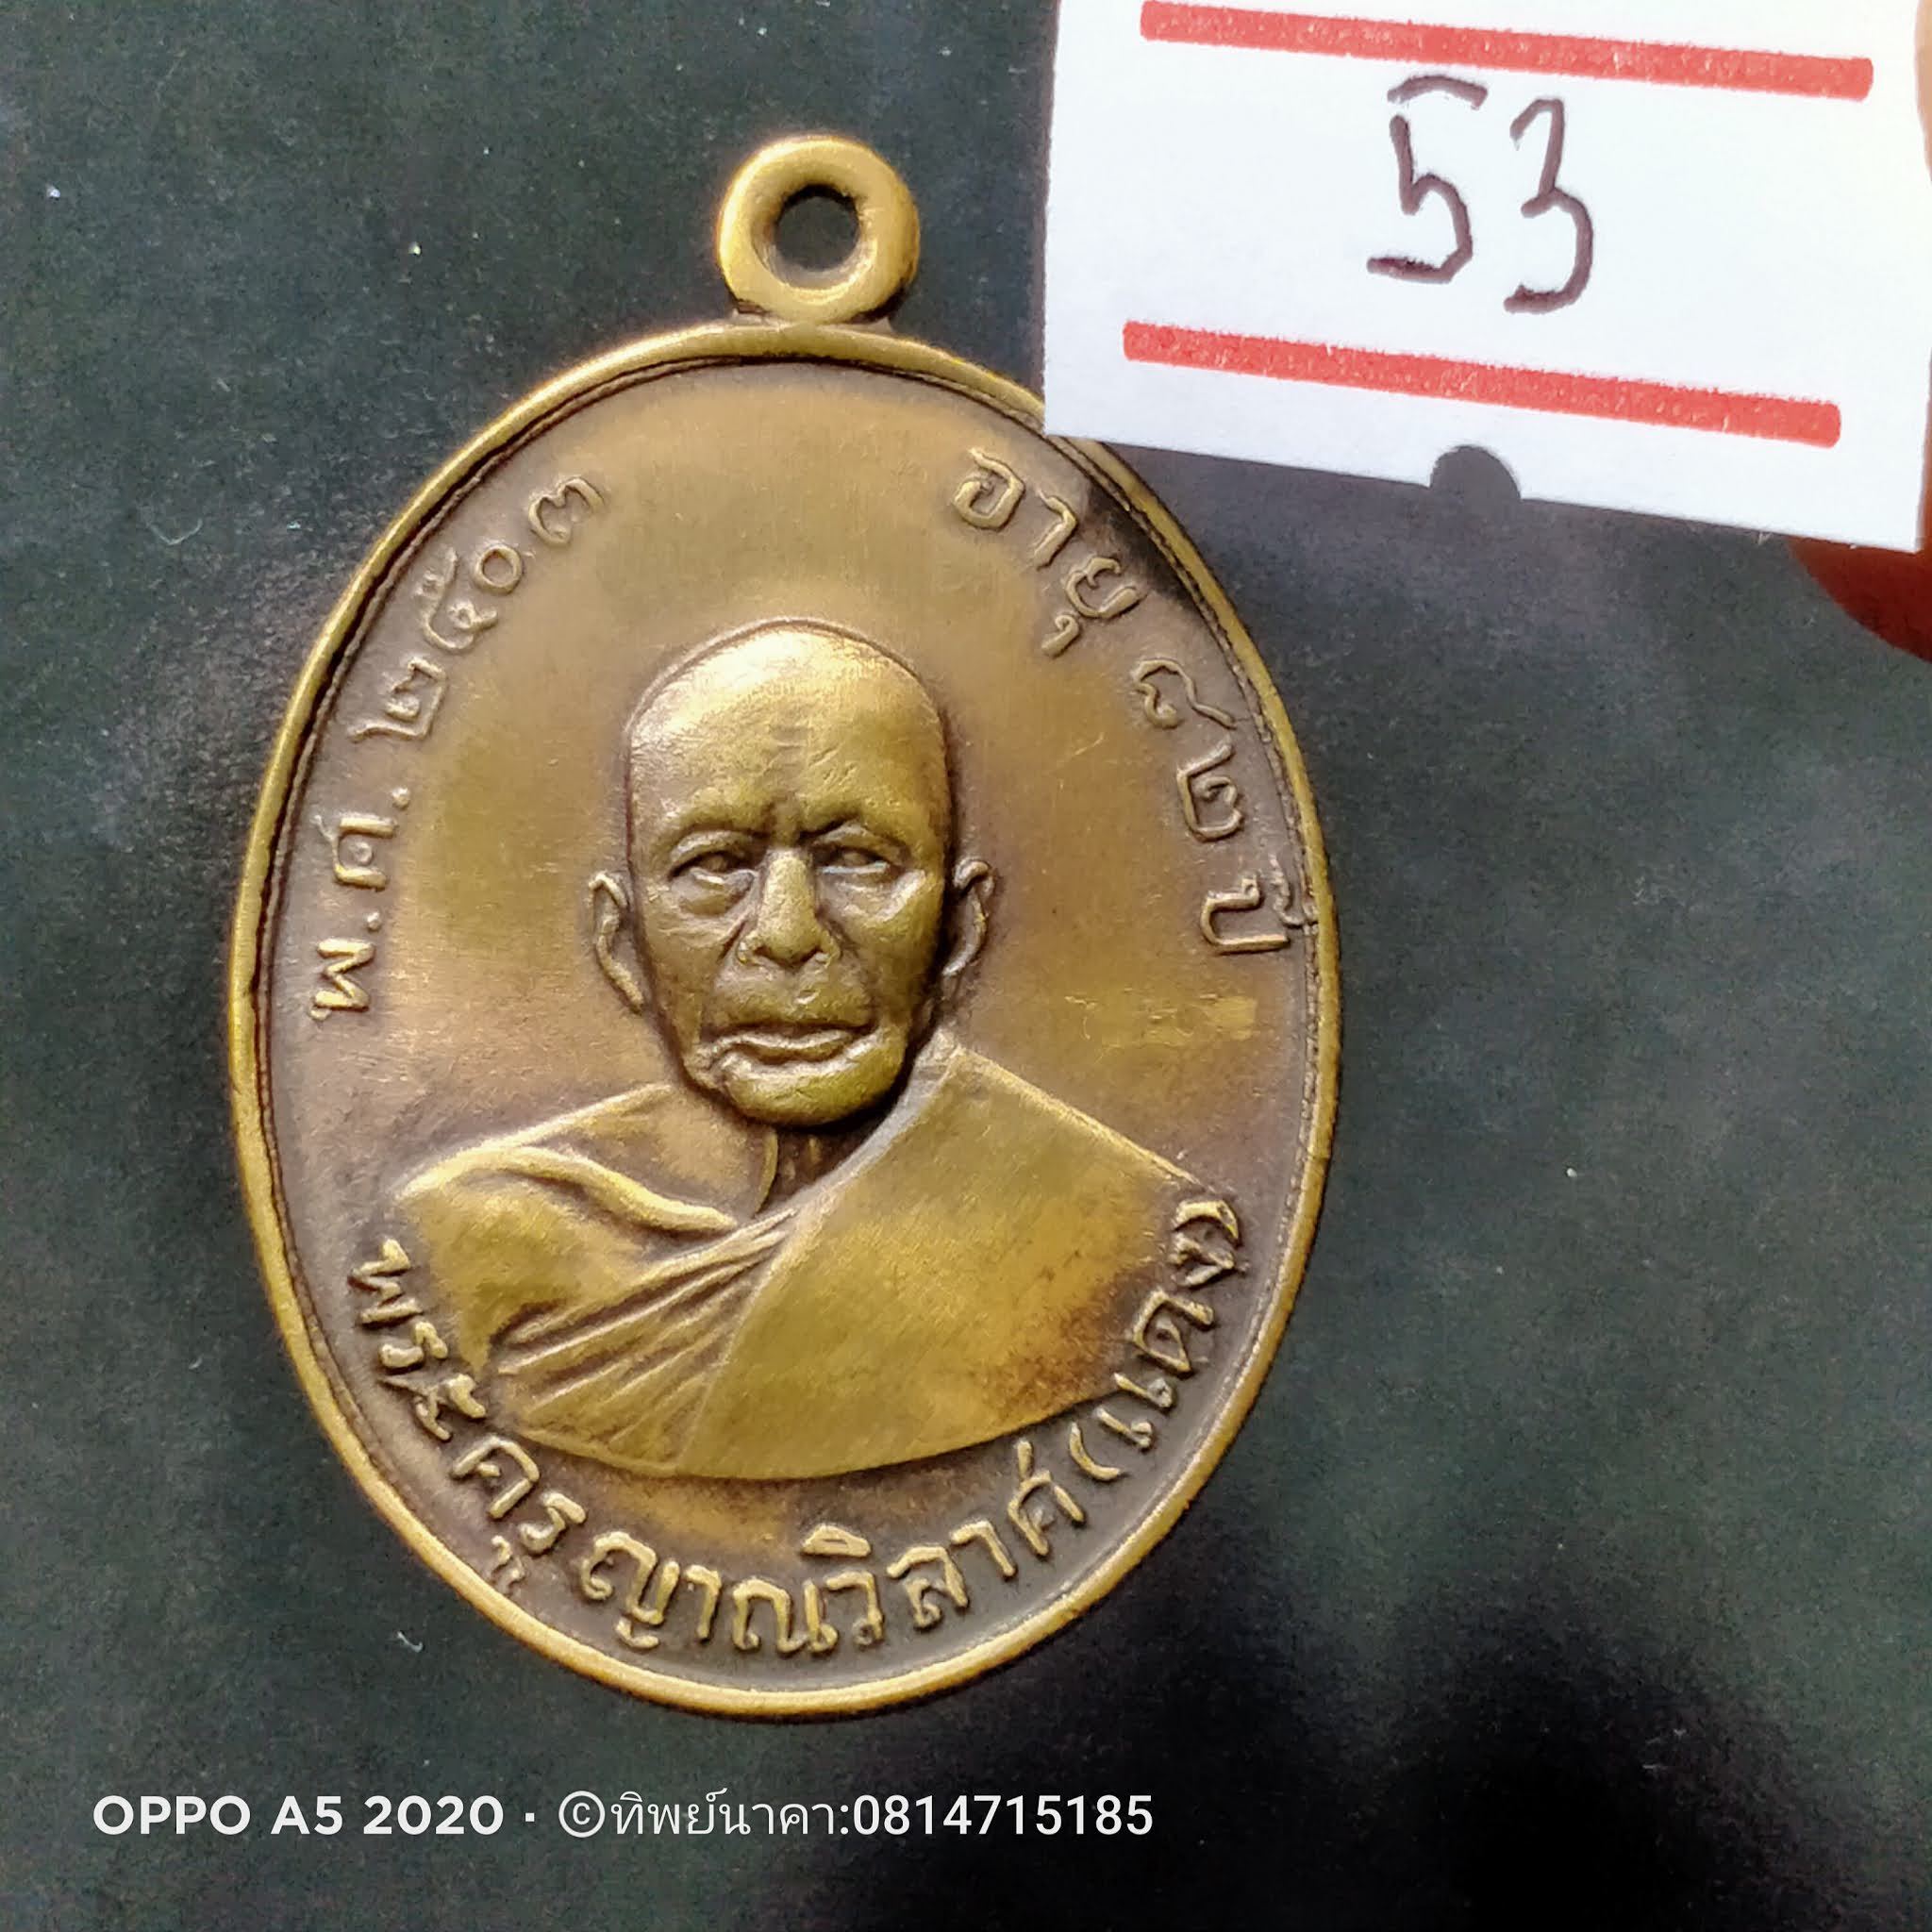 53
พ.ศ. ๒๕๐๓
อายุ ๘๒ ปี
พระครูญาณวิลาศ (แดง)
OPPO A5 2020 · ©ทิพย์นาคา:0814715185